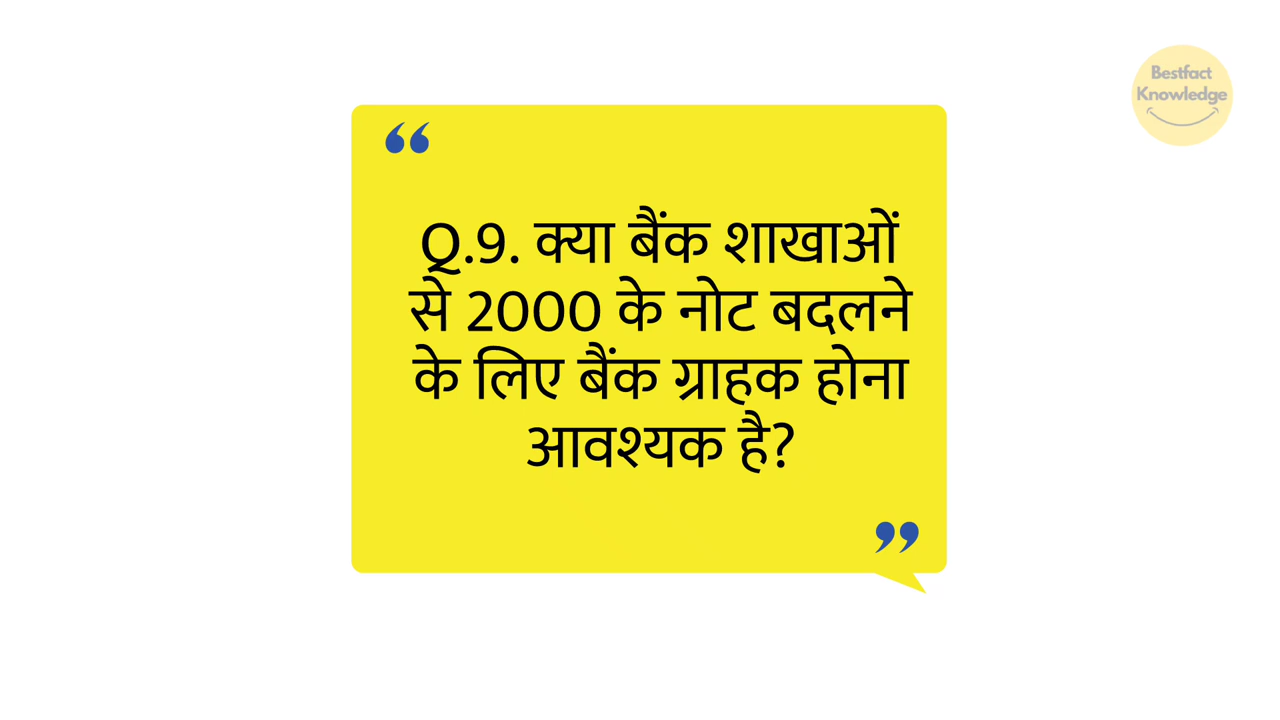 Bestfact
Knowledge
Q.9. क्या बैंक शाखाओं
से 2000 के नोट बदलने
के लिए बैंक ग्राहक होना
आवश्यक है?